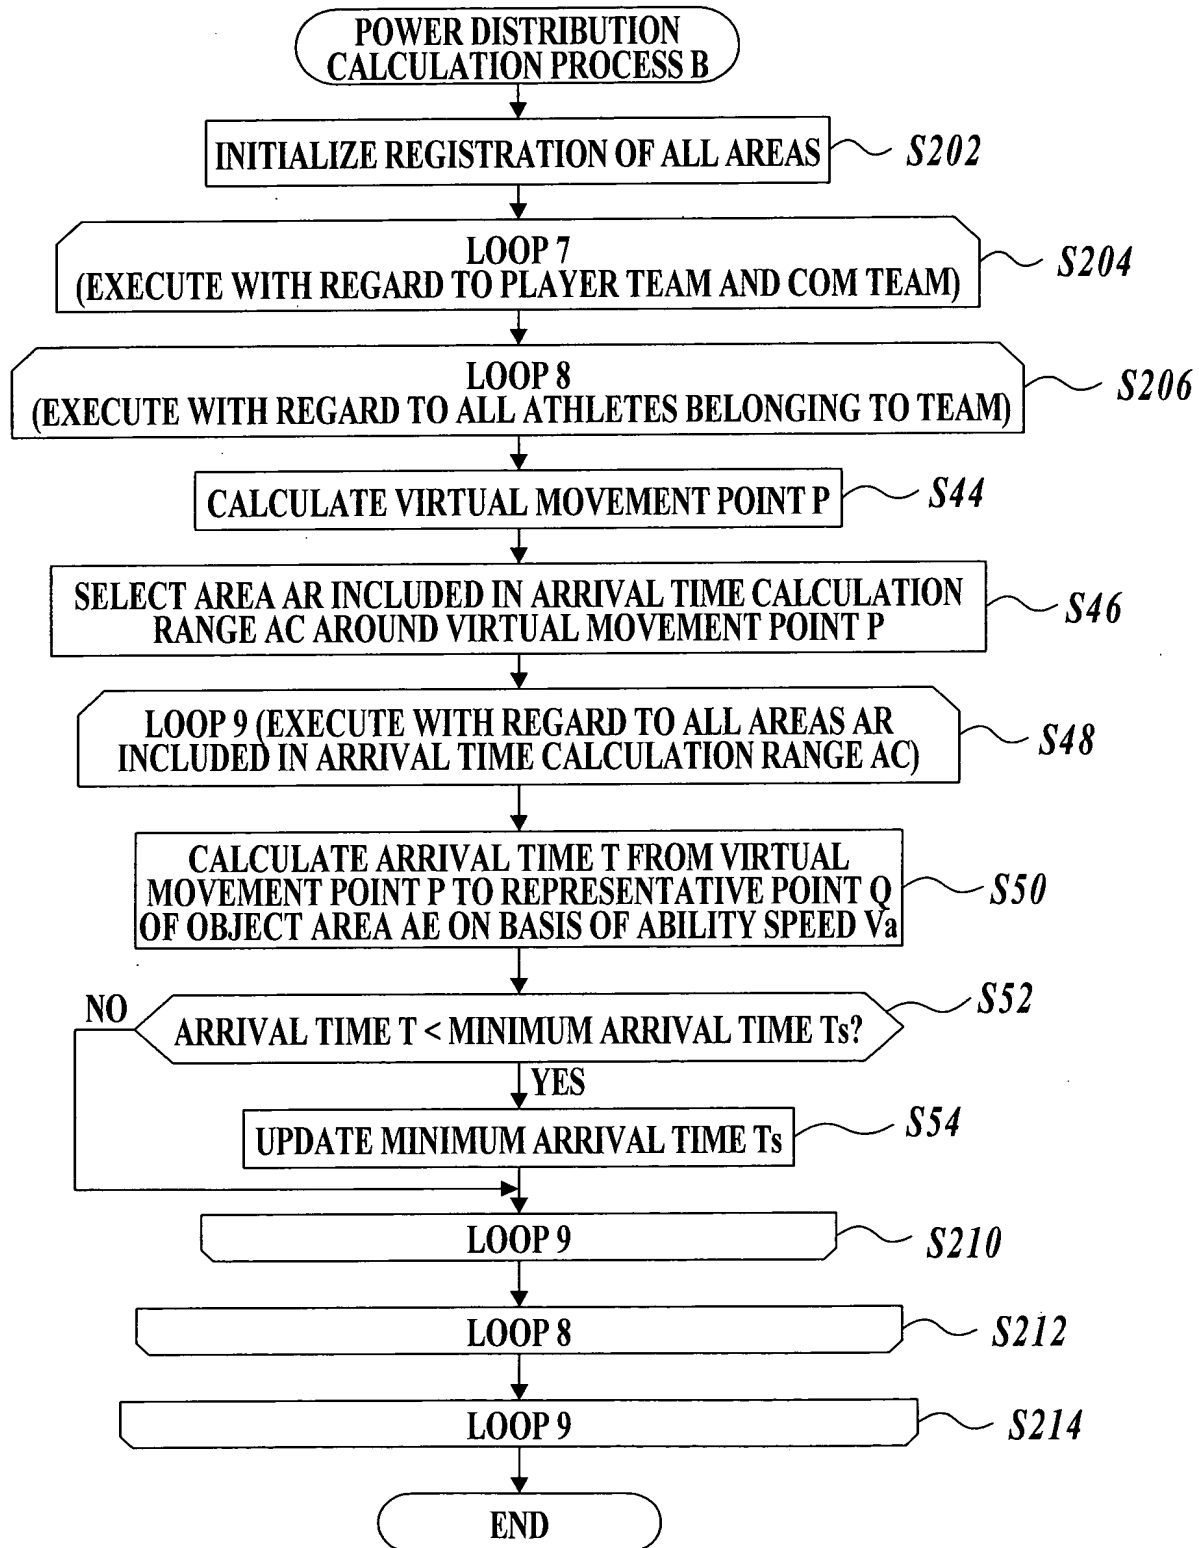 POWER DISTRIBUTION
CALCULATION PROCESS B
INITIALIZE REGISTRATION OF ALL AREAS
S202
LOOP 7
(EXECUTE WITH REGARD TO PLAYER TEAM AND COM TEAM)
S204
LOOP 8
(EXECUTE WITH REGARD TO ALL ATHLETES BELONGING TO TEAM)
S206
CALCULATE VIRTUAL MOVEMENT POINT P
S44
SELECT AREA AR INCLUDED IN ARRIVAL TIME CALCULATION
RANGE AC AROUND VIRTUAL MOVEMENT POINT P
S46
LOOP 9 (EXECUTE WITH REGARD TO ALL AREAS AR
INCLUDED IN ARRIVAL TIME CALCULATION RANGE AC)
S48
CALCULATE ARRIVAL TIME T FROM VIRTUAL
MOVEMENT POINT P TO REPRESENTATIVE POINT Q
OF OBJECT AREA AE ON BASIS OF ABILITY SPEED Va
S50
NO
ARRIVAL TIME T < MINIMUM ARRIVAL TIME Ts?
S52
YES
UPDATE MINIMUM ARRIVAL TIME Ts
S54
LOOP 9
S210
LOOP 8
S212
LOOP 9
S214
END